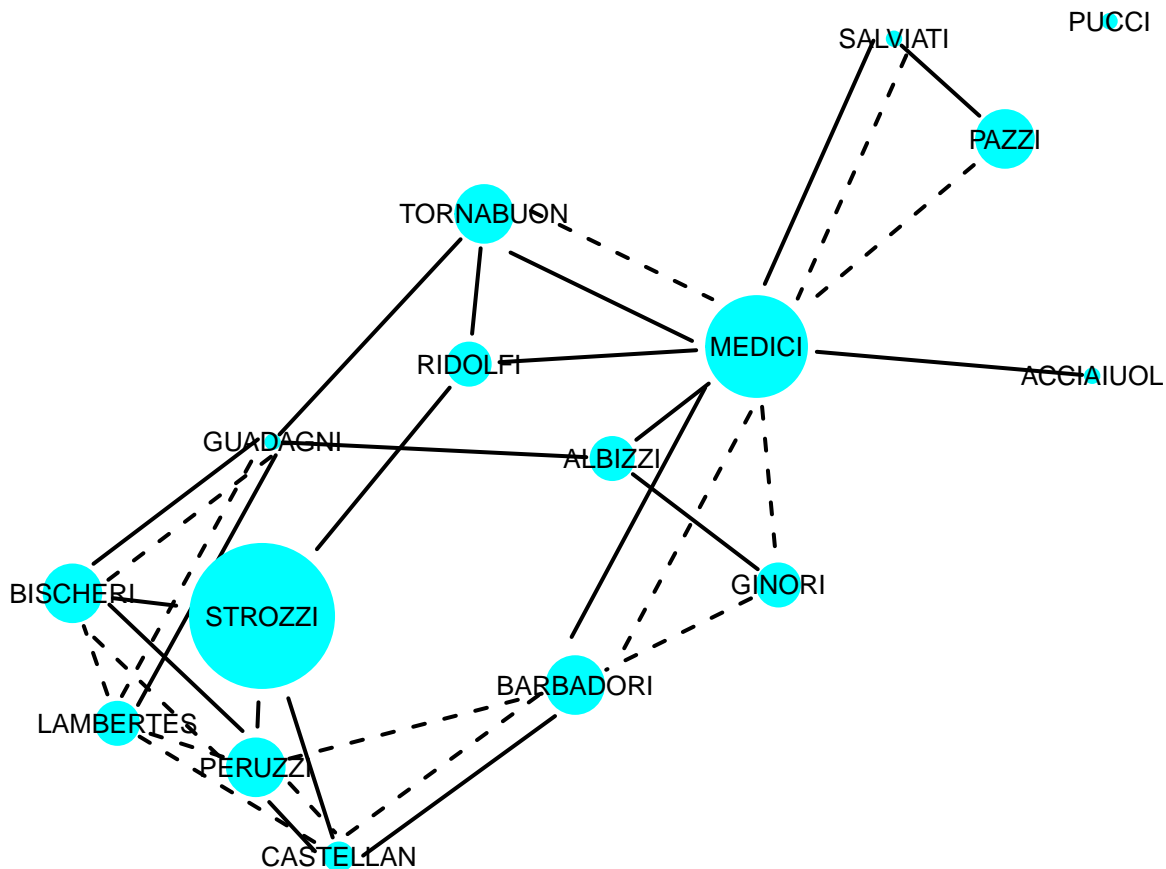 PUCCI
SALVIATI
PAZZI
TORNABUON
MEDICI
RIDOLFI
ACCIAIUOL
GUADAGNI
ALBIZZI
GINORI
BISCHERI
STROZZI
BARBADORI
LAMBERTES
PERUZZI
CASTELLAN